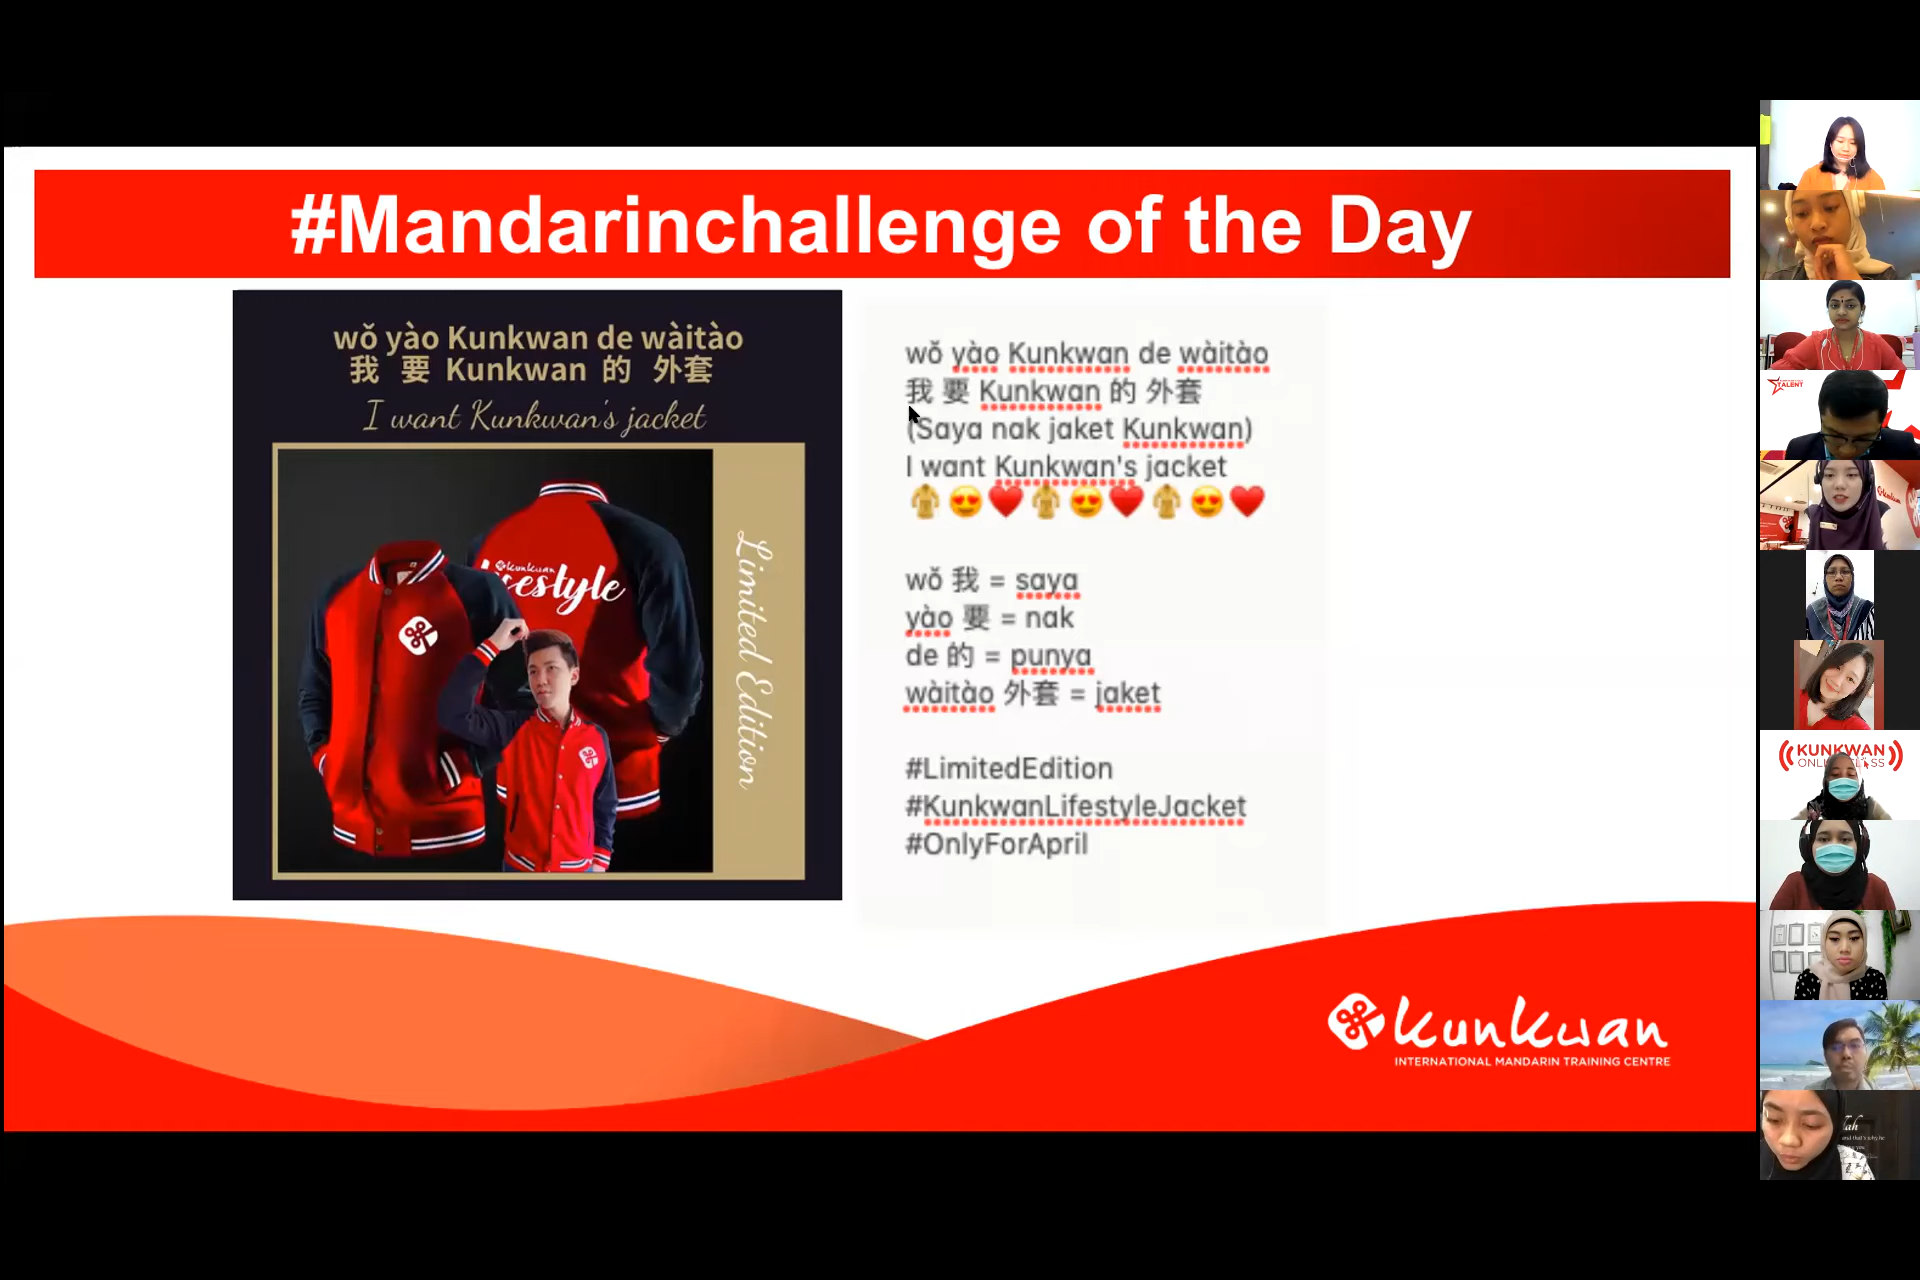 #Mandarinchallenge of the Day
wǒ yào Kunkwan de wàitào
我 要 Kunkwan 的 外套
I want Kunkwan's jacket
kunkwan
lifestyle
Limited Edition
wǒ yào Kunkwan de wàitào
我 要 Kunkwan 的 外套
(Saya nak jaket Kunkwan)
I want Kunkwan's jacket
🧥😍❤️🧥😍❤️🧥😍❤️
wǒ 我 = saya
yào 要 = nak
de 的 = punya
wàitào 外套 = jaket
#LimitedEdition
#KunkwanLifestyleJacket
#OnlyForApril
kunkwan
INTERNATIONAL MANDARIN TRAINING CENTRE
TALENT
kunkwan
KUNKWAN